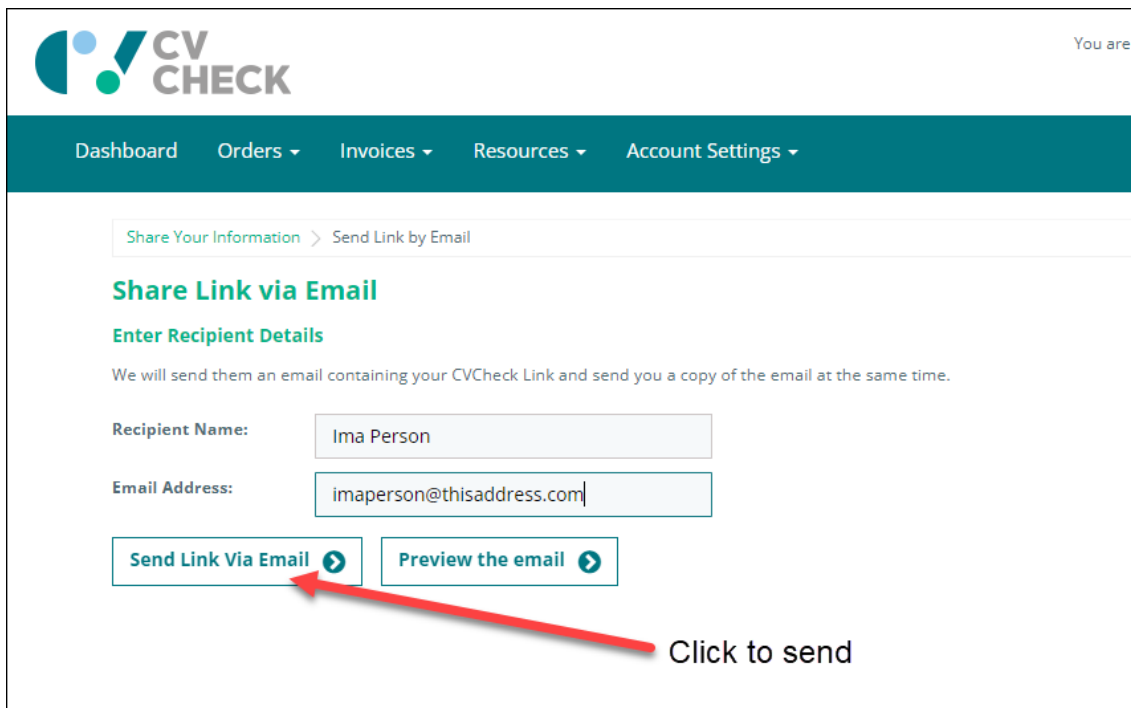 CV
CHECK
You are
Dashboard Orders Invoices Resources Account Settings
Share Your Information > Send Link by Email
Share Link via Email
Enter Recipient Details
We will send them an email containing your CVCheck Link and send you a copy of the email at the same time.
Recipient Name: Ima Person
Email Address: imaperson@thisaddress.com
Send Link Via Email Preview the email
Click to send